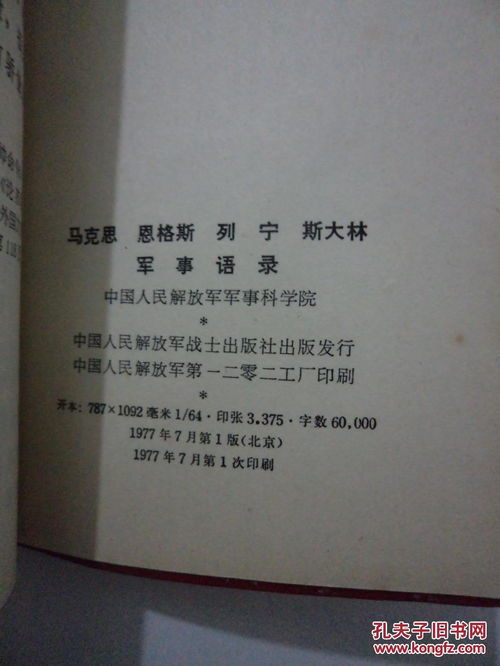 马克思 恩格斯 列宁 斯大林
军事语录
中国人民解放军军事科学院
*
中国人民解放军战士出版社出版发行
中国人民解放军第一二零二工厂印刷
*
开本: 787×1092 毫米 1/64 · 印张 3.375 · 字数 60,000
1977 年 7 月第 1 版(北京)
1977 年 7 月第 1 次印刷
孔夫子旧书网
www.kongfz.com